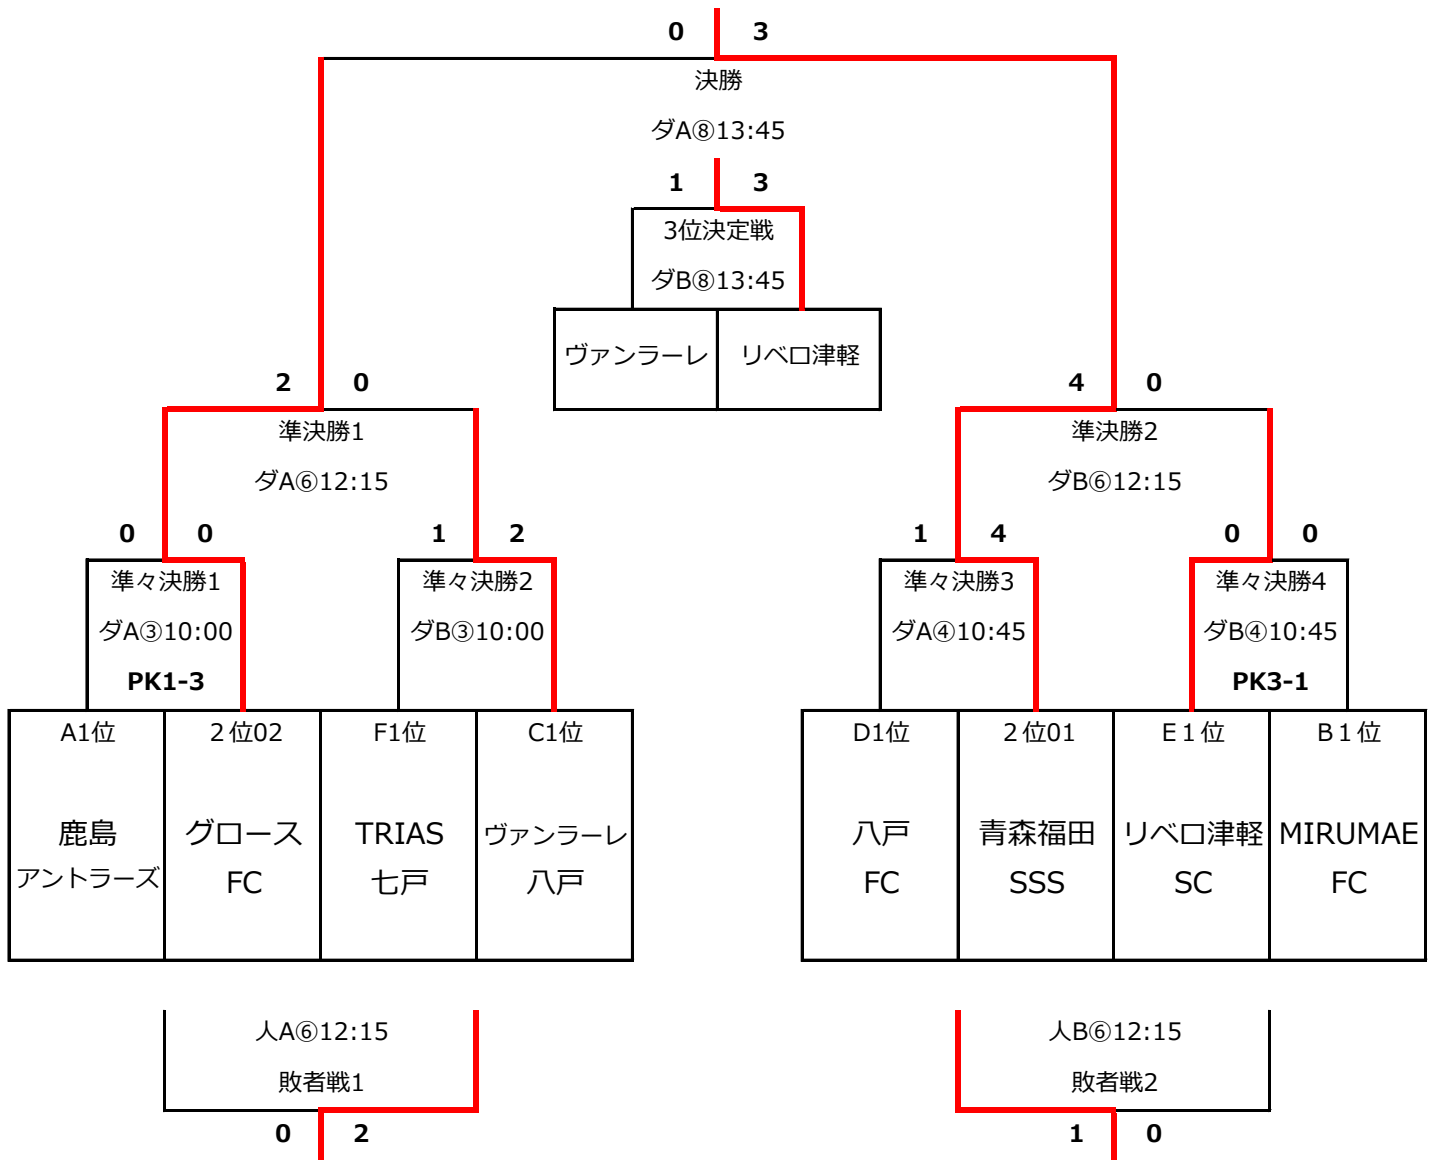 0 3
決勝
ダA⑧13:45
1 3
3位決定戦
ダB⑧13:45
ヴァンラーレ リベロ津軽
2 0 4 0
準決勝1 準決勝2
ダA⑥12:15 ダB⑥12:15
0 0 1 2 1 4 0 0
準々決勝1 準々決勝2 準々決勝3 準々決勝4
ダA③10:00 ダB③10:00 ダA④10:45 ダB④10:45
PK1-3 PK3-1
A1位 ２位02 F1位 C1位 D1位 ２位01 E１位 B１位
鹿島 グロース TRIAS ヴァンラーレ 八戸 青森福田 リベロ津軽 MIRUMAE
アントラーズ FC 七戸 八戸 FC SSS SC FC
人A⑥12:15 人B⑥12:15
敗者戦1 敗者戦2
0 2 1 0